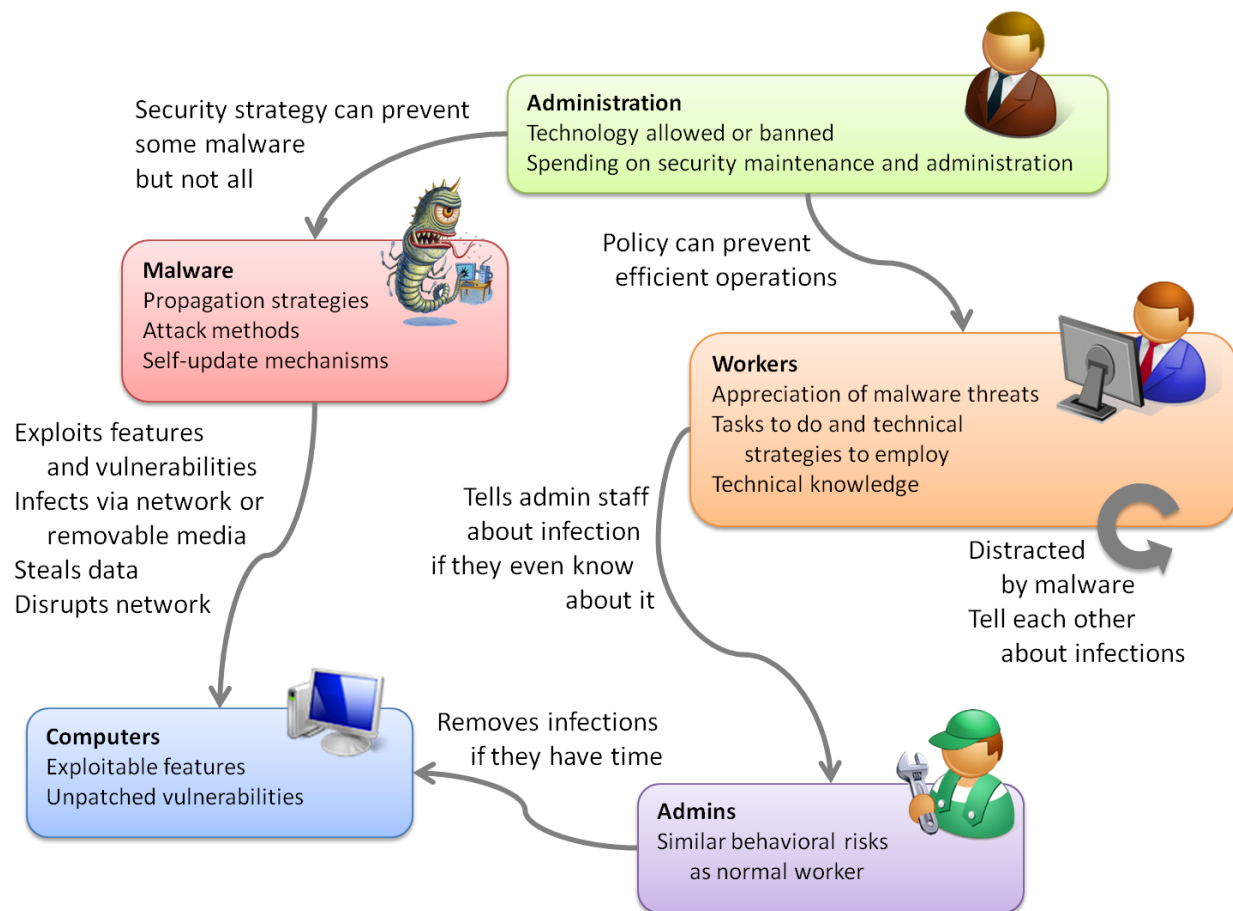 Administration
Technology allowed or banned
Spending on security maintenance and administration
Security strategy can prevent
some malware
but not all
Policy can prevent
efficient operations
Malware
Propagation strategies
Attack methods
Self-update mechanisms
Workers
Appreciation of malware threats
Tasks to do and technical
strategies to employ
Technical knowledge
Exploits features
and vulnerabilities
Infects via network or
removable media
Steals data
Disrupts network
Tells admin staff
about infection
if they even know
about it
Distracted
by malware
Tell each other
about infections
Computers
Exploitable features
Unpatched vulnerabilities
Removes infections
if they have time
Admins
Similar behavioral risks
as normal worker